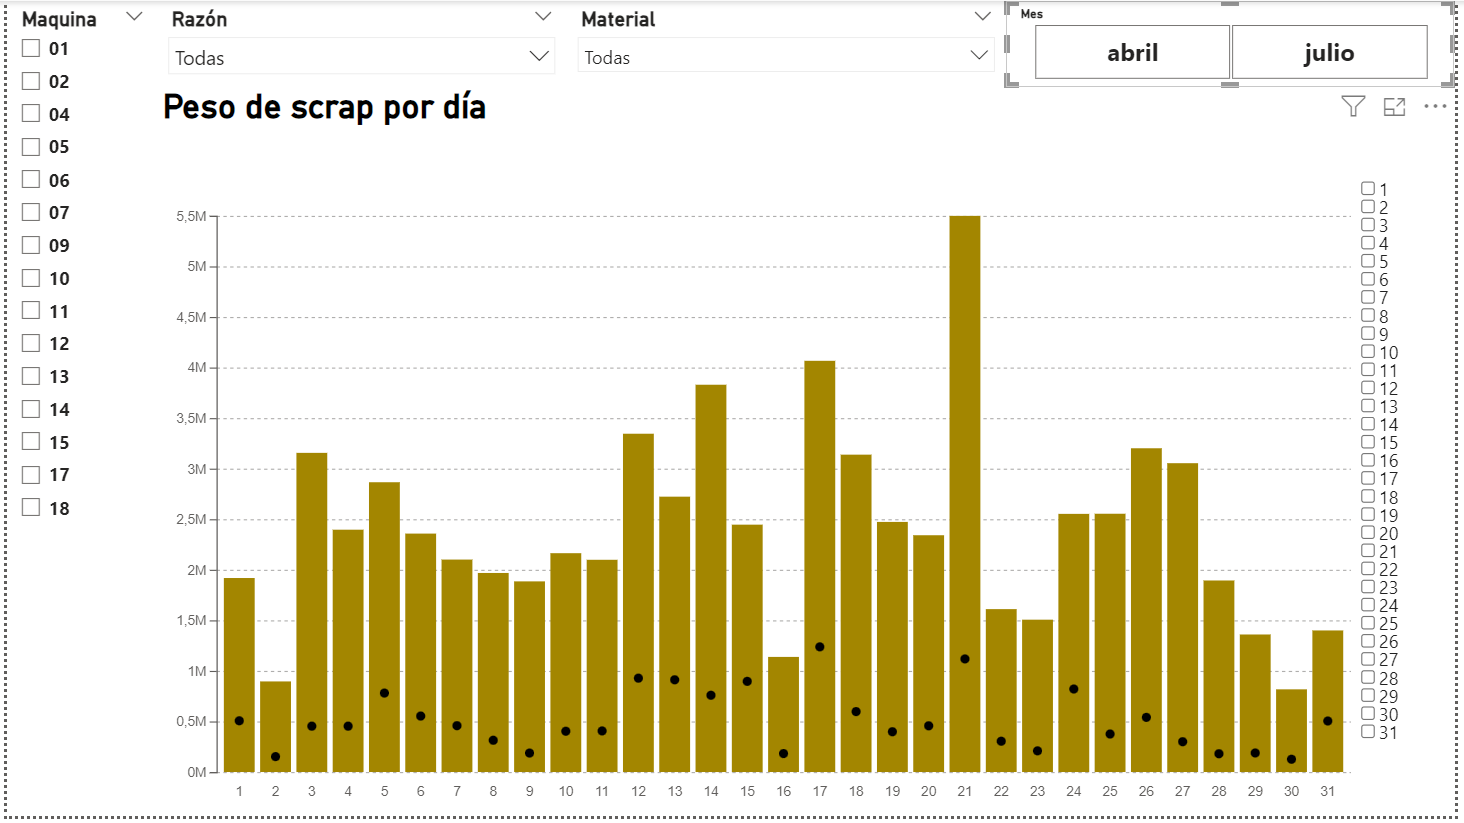 Maquina
Razón
Material
Mes
Todas
Todas
abril
julio
01
02
04
05
06
07
09
10
11
12
13
14
15
17
18
Peso de scrap por día
5,5M
5M
4,5M
4M
3,5M
3M
2,5M
2M
1,5M
1M
0,5M
0M
1 2 3 4 5 6 7 8 9 10 11 12 13 14 15 16 17 18 19 20 21 22 23 24 25 26 27 28 29 30 31
1
2
3
4
5
6
7
8
9
10
11
12
13
14
15
16
17
18
19
20
21
22
23
24
25
26
27
28
29
30
31